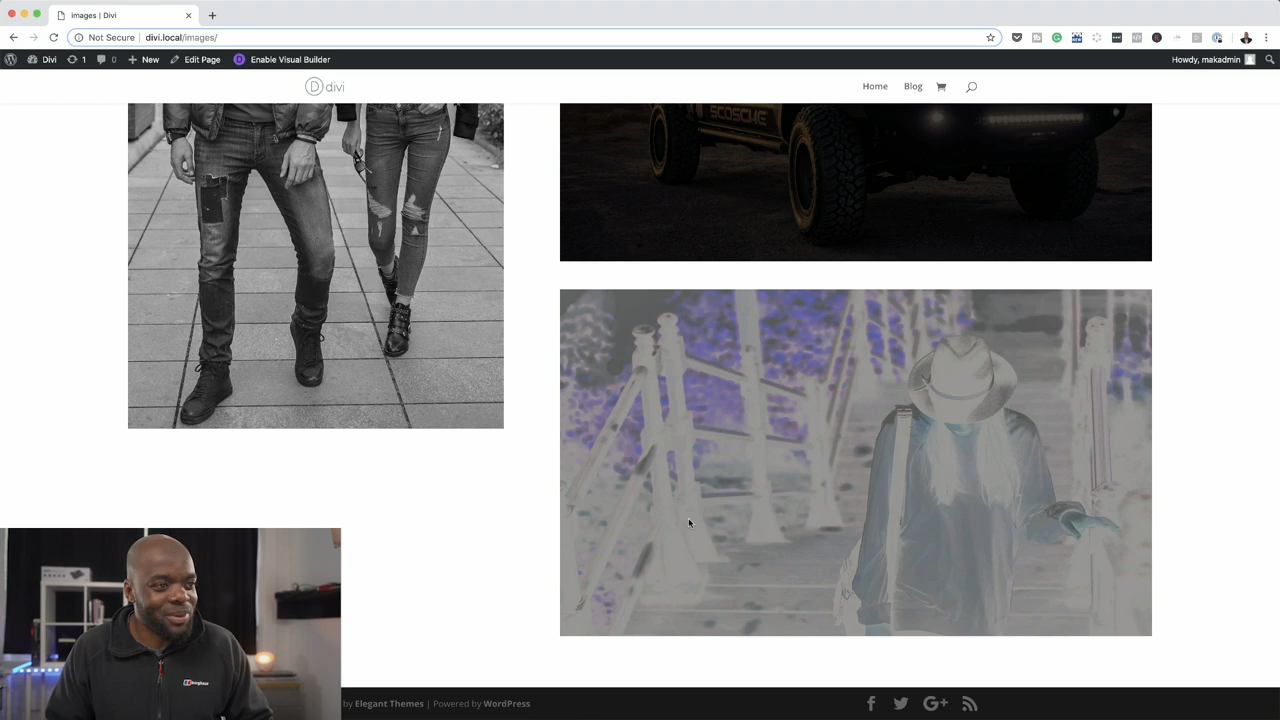 images | Divi
Not Secure divi.local/images/
Divi 1 0 New Edit Page D Enable Visual Builder Howdy, makadmin
D divi Home Blog
SCOSCHE
berghaus
by Elegant Themes | Powered by WordPress